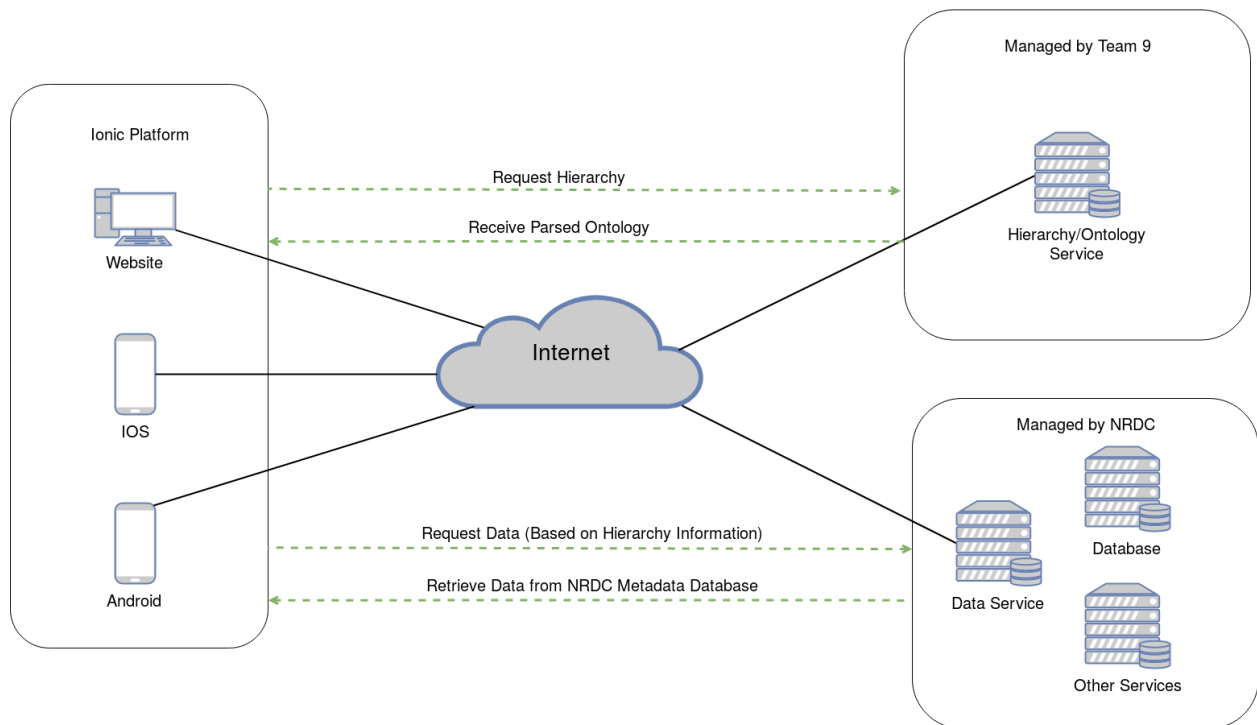 Managed by Team 9
Ionic Platform
Request Hierarchy
Receive Parsed Ontology
Website
Hierarchy/Ontology
Service
Internet
IOS
Managed by NRDC
Request Data (Based on Hierarchy Information)
Database
Retrieve Data from NRDC Metadata Database
Android
Data Service
Other Services